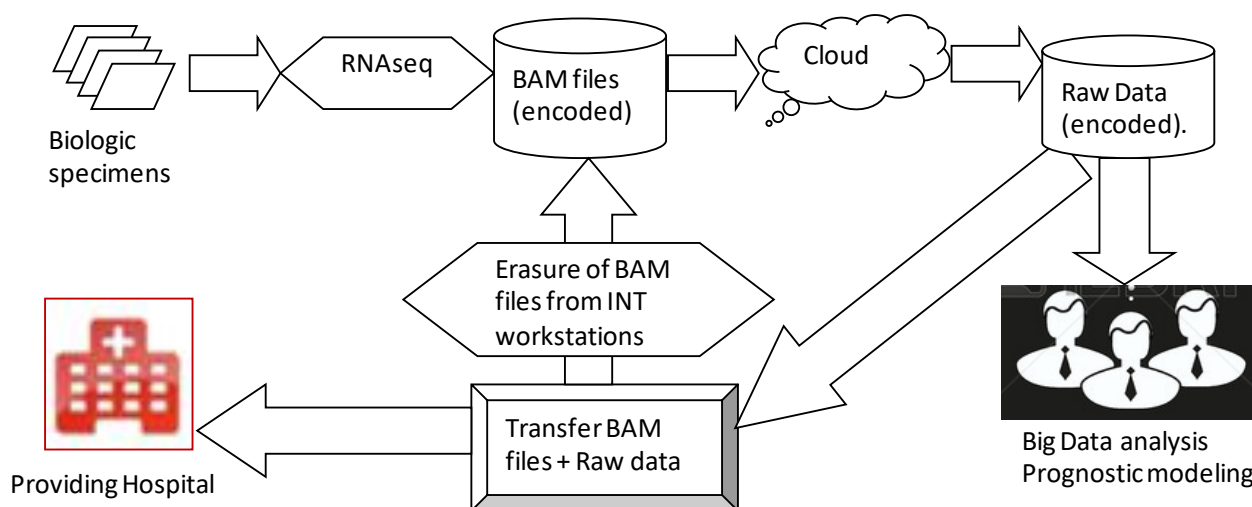 RNAseq
BAM files
(encoded)
Cloud
Raw Data
(encoded).
Biologic
specimens
Erasure of BAM
files from INT
workstations
Transfer BAM
files + Raw data
Providing Hospital
Big Data analysis
Prognostic modeling